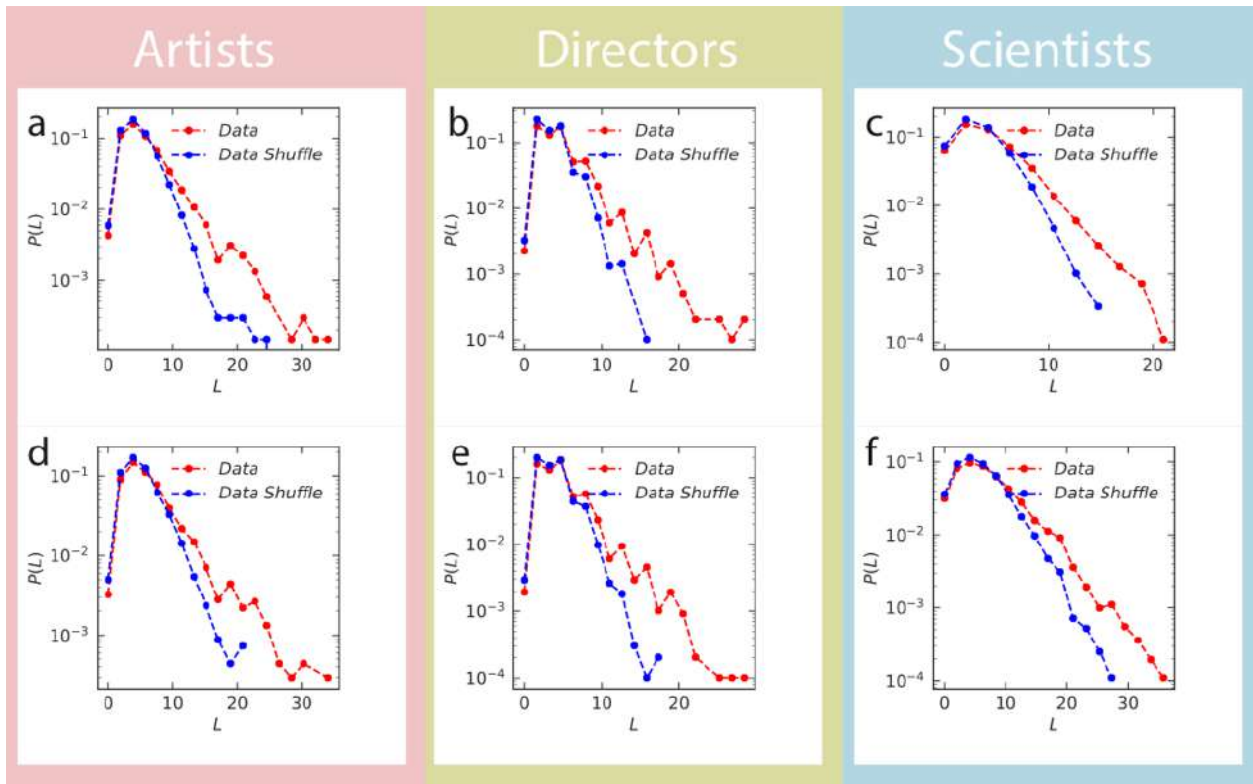 Artists Directors Scientists
a
Data
Data Shuffle
10⁻¹
10⁻²
10⁻³
P(L)
0 10 20 30
L
b
Data
Data Shuffle
10⁻¹
10⁻²
10⁻³
10⁻⁴
P(L)
0 10 20
L
c
Data
Data Shuffle
10⁻¹
10⁻²
10⁻³
10⁻⁴
P(L)
0 10 20
L
d
Data
Data Shuffle
10⁻¹
10⁻²
10⁻³
P(L)
0 10 20 30
L
e
Data
Data Shuffle
10⁻¹
10⁻²
10⁻³
10⁻⁴
P(L)
0 10 20
L
f
Data
Data Shuffle
10⁻¹
10⁻²
10⁻³
10⁻⁴
P(L)
0 10 20 30
L